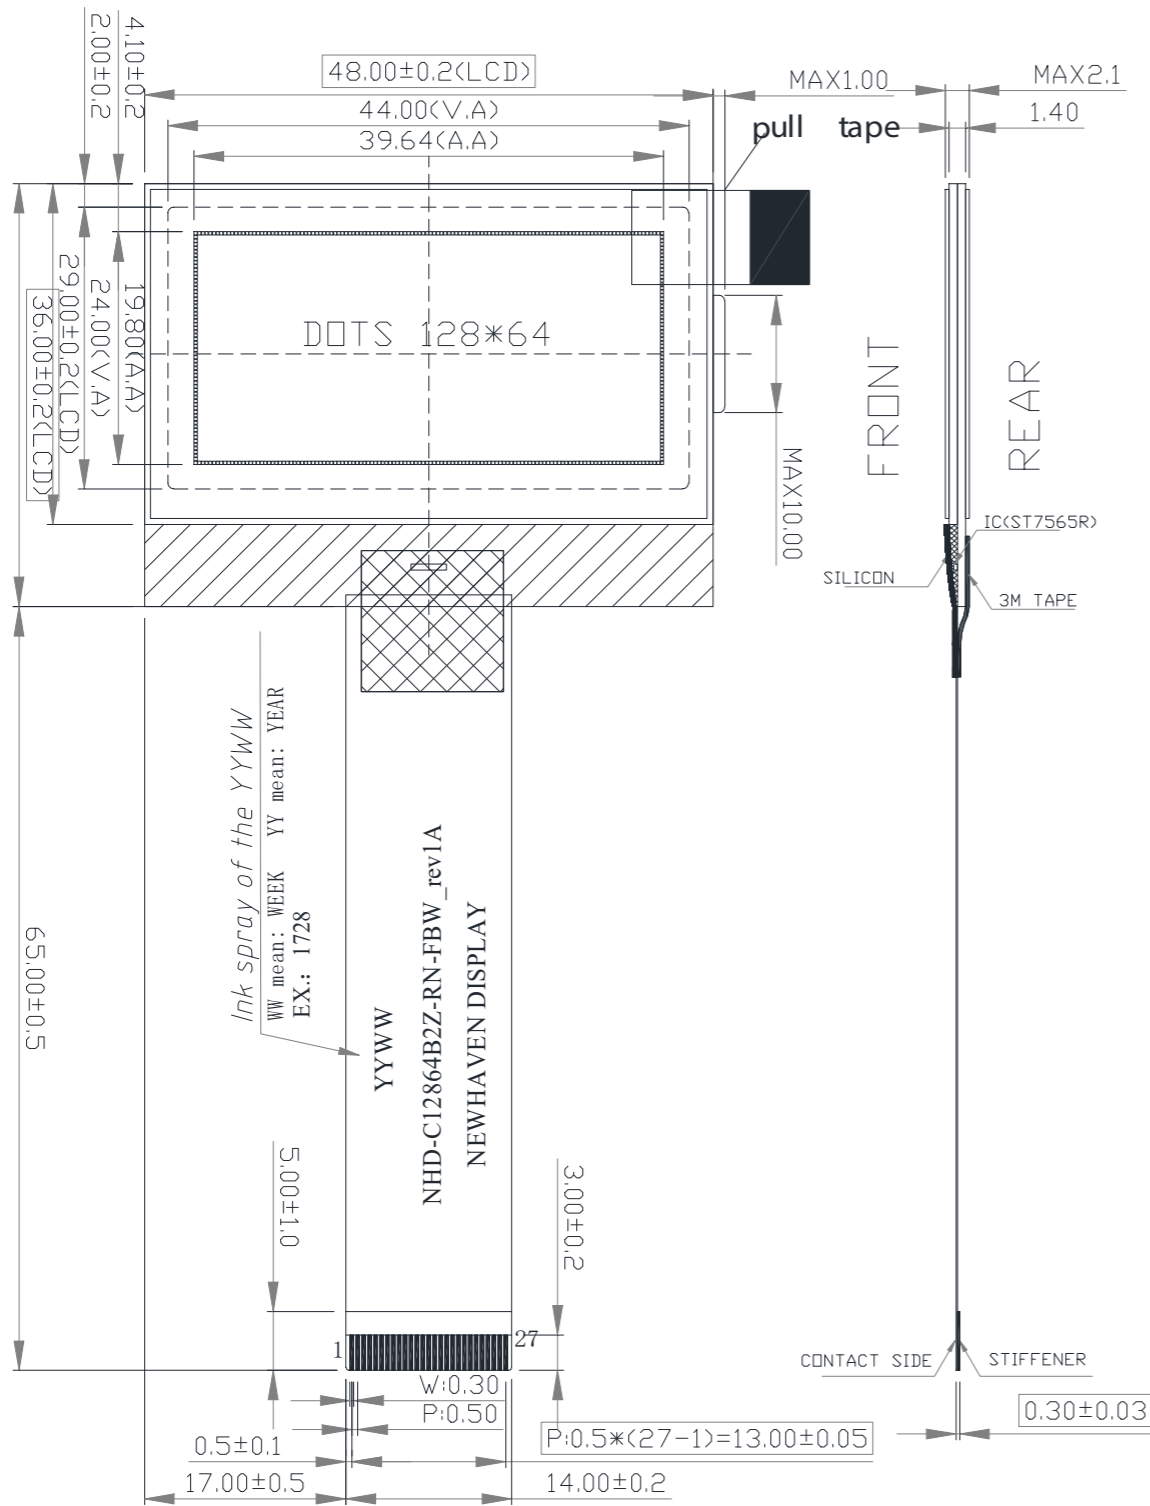 4.10±0.2
2.00±0.2
48.00±0.2(LCD)
44.00(V.A)
39.64(A.A)
MAX1.00
MAX2.1
1.40
pull tape
36.00±0.2(LCD)
29.00±0.2(LCD)
24.00(V.A)
19.80(A.A)
DOTS 128*64
MAX10.00
FRONT
REAR
IC(ST7565R)
SILICON
3M TAPE
65.00±0.5
Ink spray of the YYWW
WW mean: WEEK YY mean: YEAR
EX.: 1728
YYWW
NHD-C12864B2Z-RN-FBW_rev1A
NEWHAVEN DISPLAY
5.00±1.0
3.00±0.2
1
27
CONTACT SIDE
STIFFENER
W:0.30
P:0.50
0.5±0.1
P:0.5*(27-1)=13.00±0.05
0.30±0.03
17.00±0.5
14.00±0.2